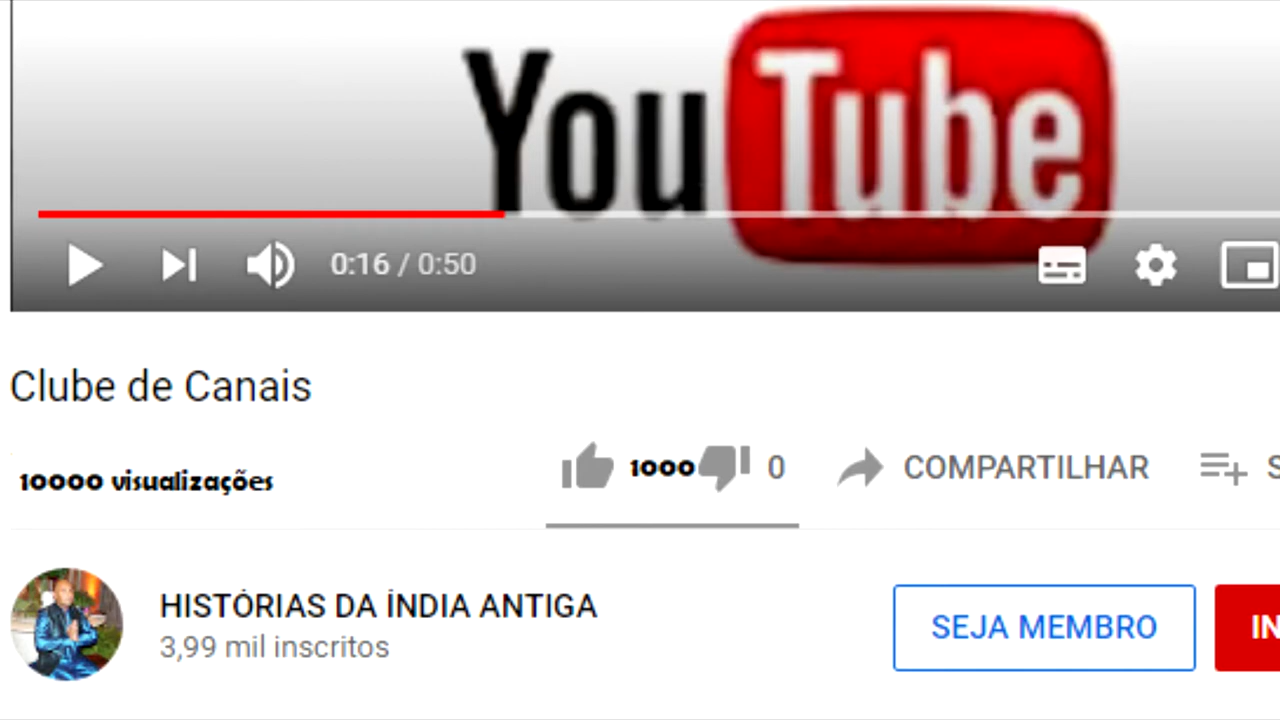 YouTube
0:16 / 0:50
Clube de Canais
10000 visualizações 1000 0 COMPARTILHAR S
HISTÓRIAS DA ÍNDIA ANTIGA
3,99 mil inscritos
SEJA MEMBRO IN